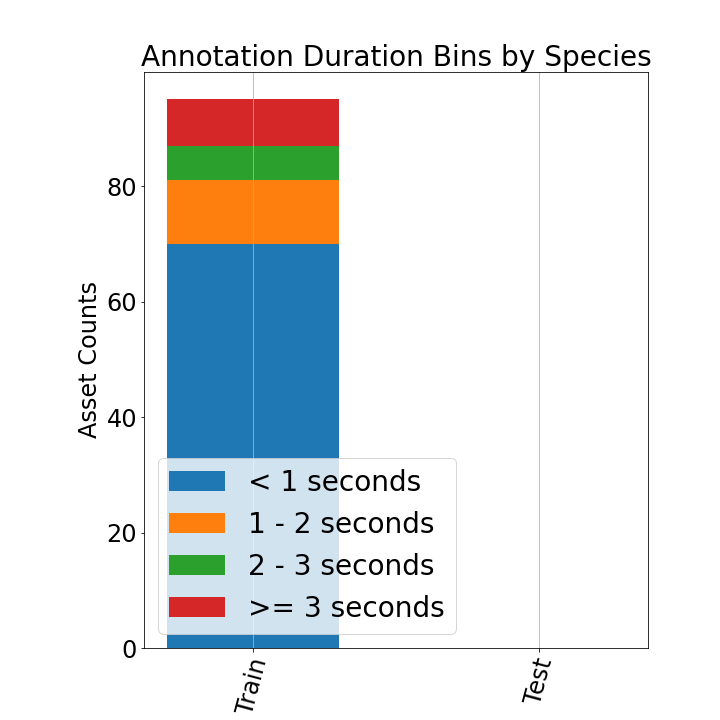 Annotation Duration Bins by Species
Asset Counts
80
60
40
20
0
< 1 seconds
1 - 2 seconds
2 - 3 seconds
>= 3 seconds
Train
Test